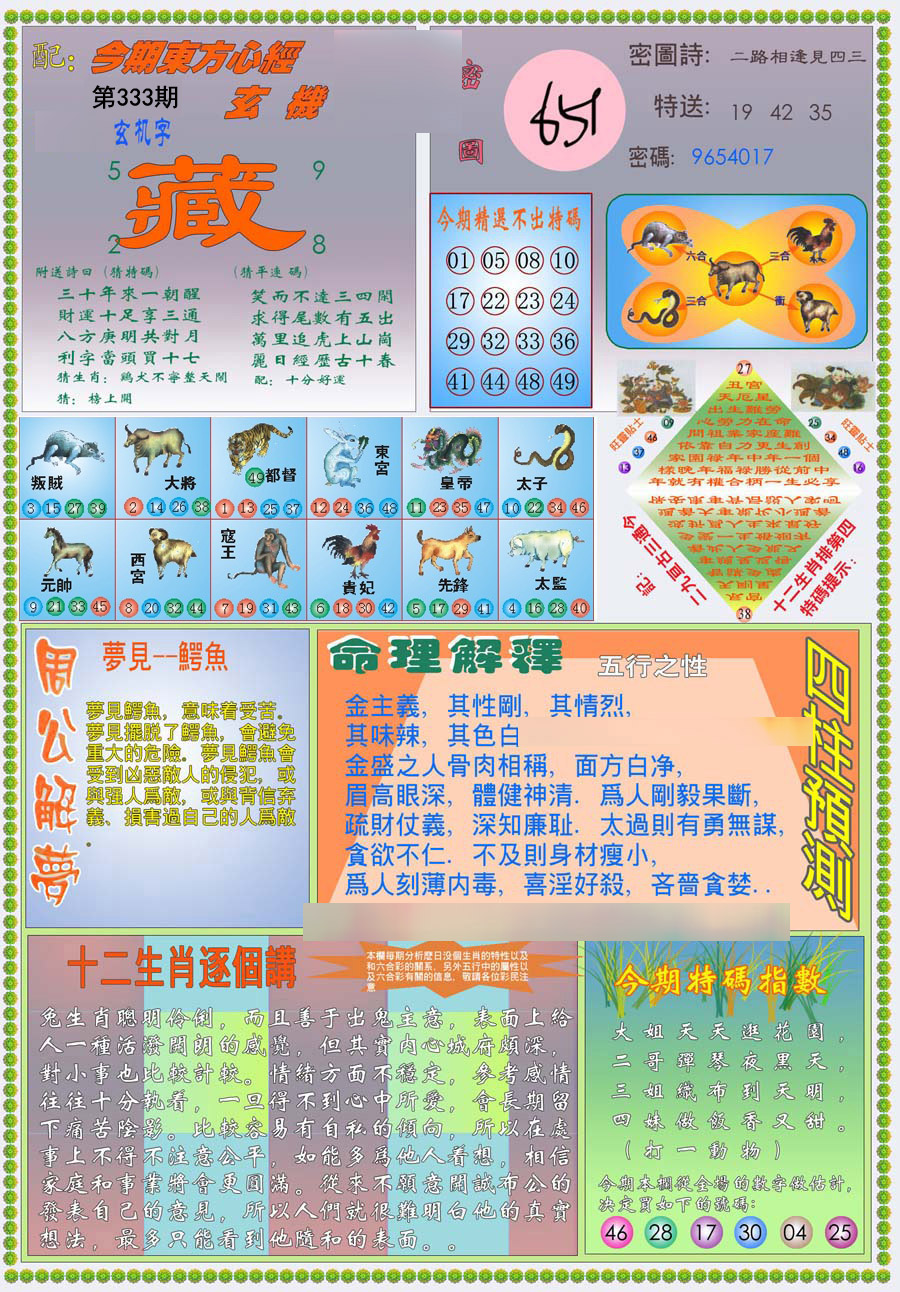 配：
今期東方心經
第333期
玄機
玄机字
5
9
藏
2
8
附送詩曰（猜特碼）
三十年來一朝醒
財運十足享三通
八方庚明共對月
利字當頭買十七
猜生肖：鷄犬不寧整天鬧
猜：榜上開
（猜平連碼）
笑而不達三四開
求得尾數有五出
萬里追虎上山崗
麗日經歷古十春
配：十分好運
密圖
651
密圖詩: 二路相逢見四三
特送: 19 42 35
密碼: 9654017
今期精選不出特碼
01 05 08 10
17 22 23 24
29 32 33 36
41 44 48 49
六合
三合
三合
衝
叛賊
3 15 27 39
大將
2 14 26 38
都督
49
1 13 25 37
東宮
12 24 36 48
皇帝
11 23 35 47
太子
10 22 34 46
元帥
9 21 33 45
西宮
8 20 32 44
寇王
7 19 31 43
貴妃
6 18 30 42
先鋒
5 17 29 41
太監
4 16 28 40
27
丑宮
天厄星
出生難勞
心勞力在命
問祖業家産難
依靠自力更生創
家園祿年中年一個
樣晚年福祿勝從前中
年就有權合柄一生必享
旺靈貼士
09
46
37
13
旺靈貼士
25
34
48
16
38
配：二九直古三通今
十二生肖排第四
特碼提示：
周公解夢
夢見--鰐魚
夢見鰐魚，意味着受苦．
夢見擺脱了鰐魚，會避免
重大的危險．夢見鰐魚會
受到凶惡敵人的侵犯，或
與强人爲敵，或與背信弃
義、損害過自己的人爲敵
．
命理解釋
五行之性
金主義，其性剛，其情烈，
其味辣，其色白
金盛之人骨肉相稱，面方白净，
眉高眼深，體健神清．爲人剛毅果斷，
疏財仗義，深知廉耻．太過則有勇無謀，
貪欲不仁．不及則身材瘦小，
爲人刻薄内毒，喜淫好殺，吝嗇貪婪．．
四柱預測
十二生肖逐個講
本欄每期分析麽日没個生肖的特性以及
和六合彩的關系，另外五行中的屬性以
及六合彩有關的信息，敬請各位彩民注
意
兔生肖聰明伶俐，而且善于出鬼主意，表面上給
人一種活潑開朗的感覺，但其實内心城府頗深，
對小事也比較計較。情緒方面不穩定，參考感情
往往十分執着，一旦得不到心中所愛，會長期留
下痛苦陰影。比較容易有自私的傾向，所以在處
事上不得不注意公平，如能多爲他人着想，相信
家庭和事業將會更圓滿。從來不願意開誠布公的
發表自己的意見，所以人們就很難明白他的真實
想法，最多只能看到他隨和的表面。。
今期特碼指數
大姐天天逛花園，
二哥彈琴夜黑天，
三姐織布到天明，
四妹做飯香又甜。
（打一動物）
今期本欄從全場的數字做估計，
决定買如下的號碼：
46 28 17 30 04 25